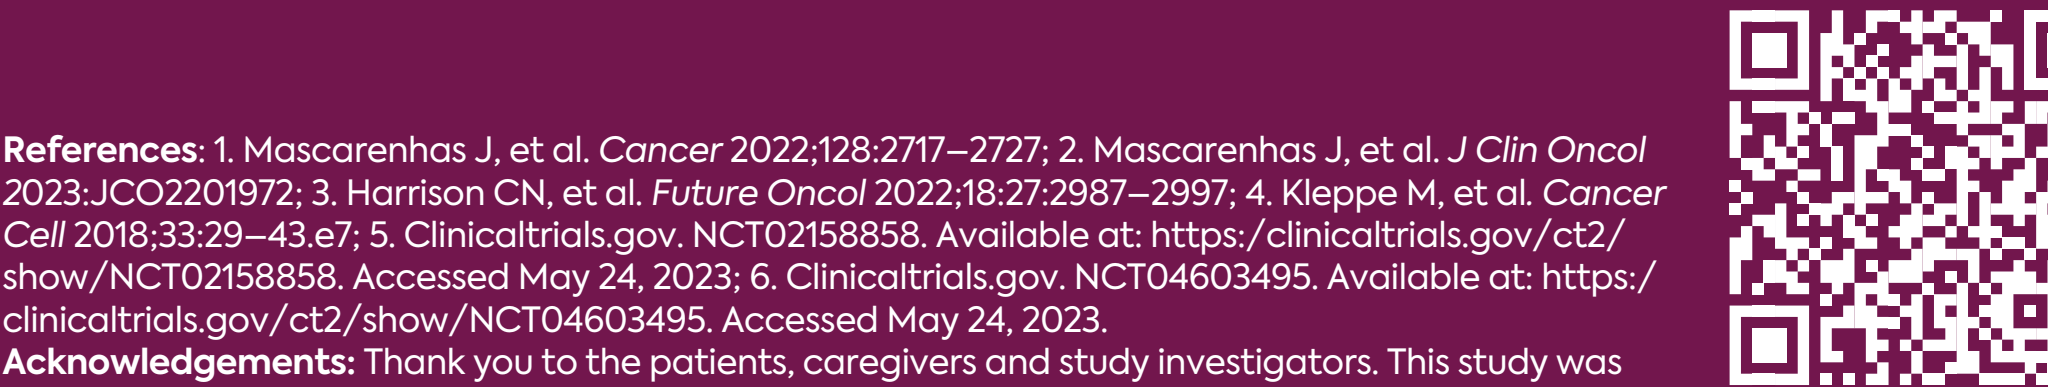 References: 1. Mascarenhas J, et al. Cancer 2022;128:2717–2727; 2. Mascarenhas J, et al. J Clin Oncol
2023:JCO2201972; 3. Harrison CN, et al. Future Oncol 2022;18:27:2987–2997; 4. Kleppe M, et al. Cancer
Cell 2018;33:29–43.e7; 5. Clinicaltrials.gov. NCT02158858. Available at: https:/clinicaltrials.gov/ct2/
show/NCT02158858. Accessed May 24, 2023; 6. Clinicaltrials.gov. NCT04603495. Available at: https:/
clinicaltrials.gov/ct2/show/NCT04603495. Accessed May 24, 2023.
Acknowledgements: Thank you to the patients, caregivers and study investigators. This study was